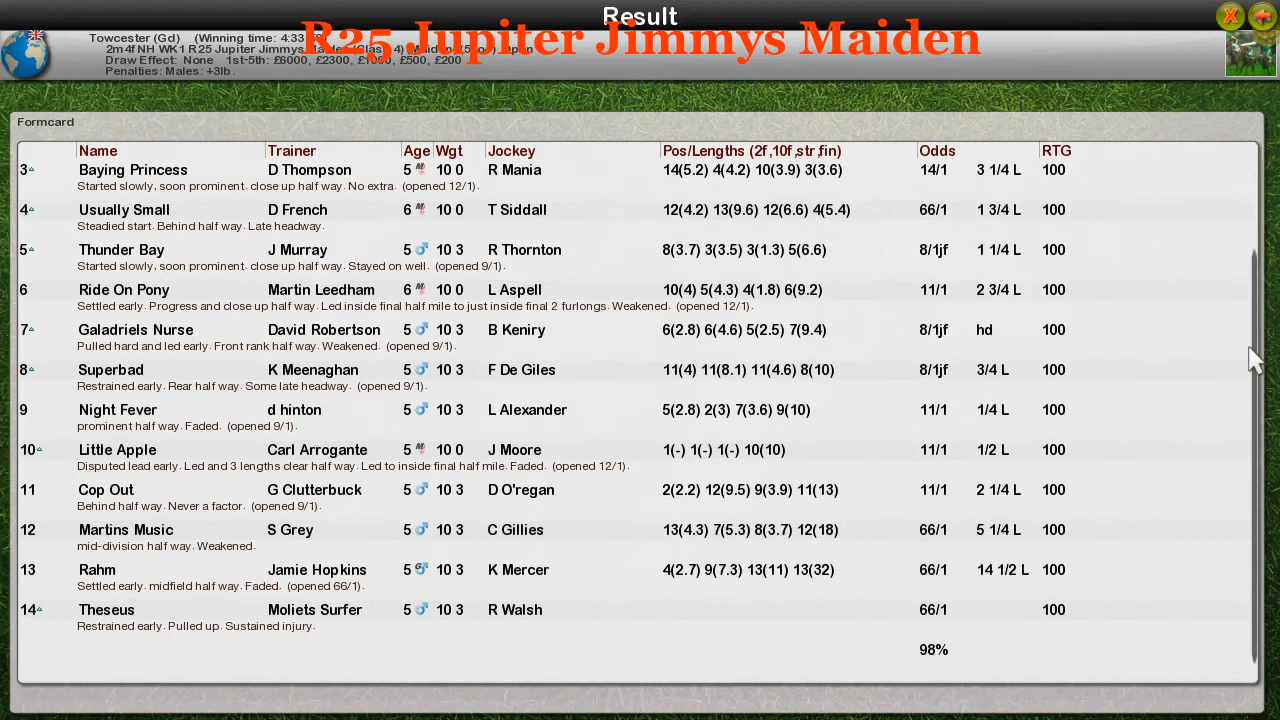 Result
R25 Jupiter Jimmys Maiden
Towcester (Gd) (Winning time: 4:33
2m4f NH WK1 R25 Jupiter Jimmys
Draw Effect: None 1st-5th: £6000, £2300, £500, £200
Penalties: Males: +3lb.
Formcard
Name Trainer Age Wgt Jockey Pos/Lengths (2f,10f,str,fin) Odds RTG
3 Baying Princess D Thompson 5 10 0 R Mania 14(5.2) 4(4.2) 10(3.9) 3(3.6) 14/1 3 1/4 L 100
Started slowly, soon prominent. close up half way. No extra. (opened 12/1).
4 Usually Small D French 6 10 0 T Siddall 12(4.2) 13(9.6) 12(6.6) 4(5.4) 66/1 1 3/4 L 100
Steadied start. Behind half way. Late headway.
5 Thunder Bay J Murray 5 10 3 R Thornton 8(3.7) 3(3.5) 3(1.3) 5(6.6) 8/1jf 1 1/4 L 100
Started slowly, soon prominent. close up half way. Stayed on well. (opened 9/1).
6 Ride On Pony Martin Leedham 6 10 0 L Aspell 10(4) 5(4.3) 4(1.8) 6(9.2) 11/1 2 3/4 L 100
Settled early. Progress and close up half way. Led inside final half mile to just inside final 2 furlongs. Weakened. (opened 12/1).
7 Galadriels Nurse David Robertson 5 10 3 B Keniry 6(2.8) 6(4.6) 5(2.5) 7(9.4) 8/1jf hd 100
Pulled hard and led early. Front rank half way. Weakened. (opened 9/1).
8 Superbad K Meenaghan 5 10 3 F De Giles 11(4) 11(8.1) 11(4.6) 8(10) 8/1jf 3/4 L 100
Restrained early. Rear half way. Some late headway. (opened 9/1).
9 Night Fever d hinton 5 10 3 L Alexander 5(2.8) 2(3) 7(3.6) 9(10) 11/1 1/4 L 100
prominent half way. Faded. (opened 9/1).
10 Little Apple Carl Arrogante 5 10 0 J Moore 1(-) 1(-) 1(-) 10(10) 11/1 1/2 L 100
Disputed lead early. Led and 3 lengths clear half way. Led to inside final half mile. Faded. (opened 12/1).
11 Cop Out G Clutterbuck 5 10 3 D O'regan 2(2.2) 12(9.5) 9(3.9) 11(13) 11/1 2 1/4 L 100
Behind half way. Never a factor. (opened 9/1).
12 Martins Music S Grey 5 10 3 C Gillies 13(4.3) 7(5.3) 8(3.7) 12(18) 66/1 5 1/4 L 100
mid-division half way. Weakened.
13 Rahm Jamie Hopkins 5 10 3 K Mercer 4(2.7) 9(7.3) 13(11) 13(32) 66/1 14 1/2 L 100
Settled early. midfield half way. Faded. (opened 66/1).
14 Theseus Moliets Surfer 5 10 3 R Walsh 66/1 100
Restrained early. Pulled up. Sustained injury.
98%